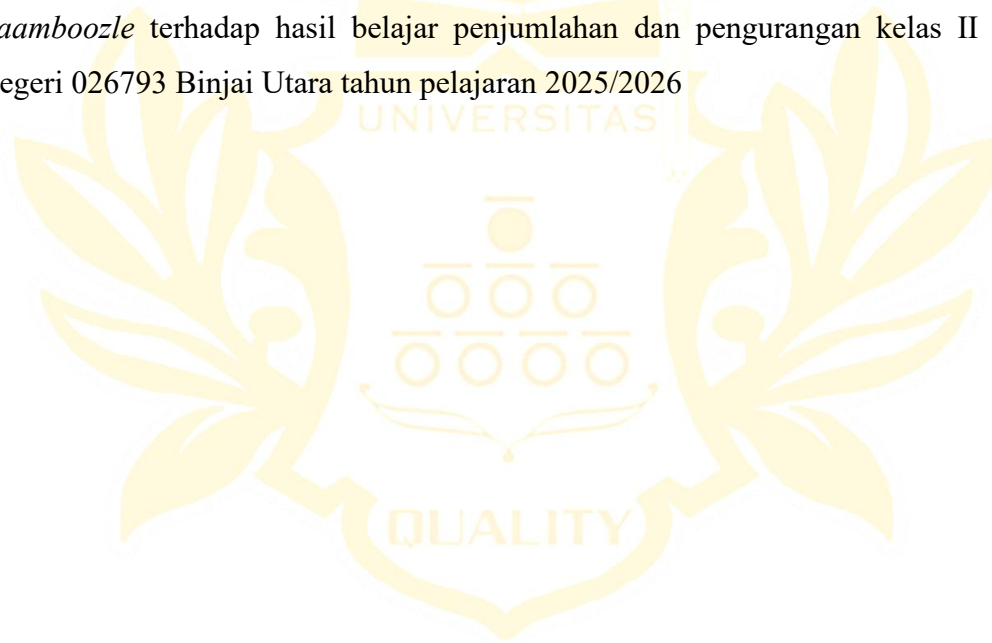 aamboozle terhadap hasil belajar penjumlahan dan pengurangan kelas II
egeri 026793 Binjai Utara tahun pelajaran 2025/2026
UNIVERSITAS
QUALITY